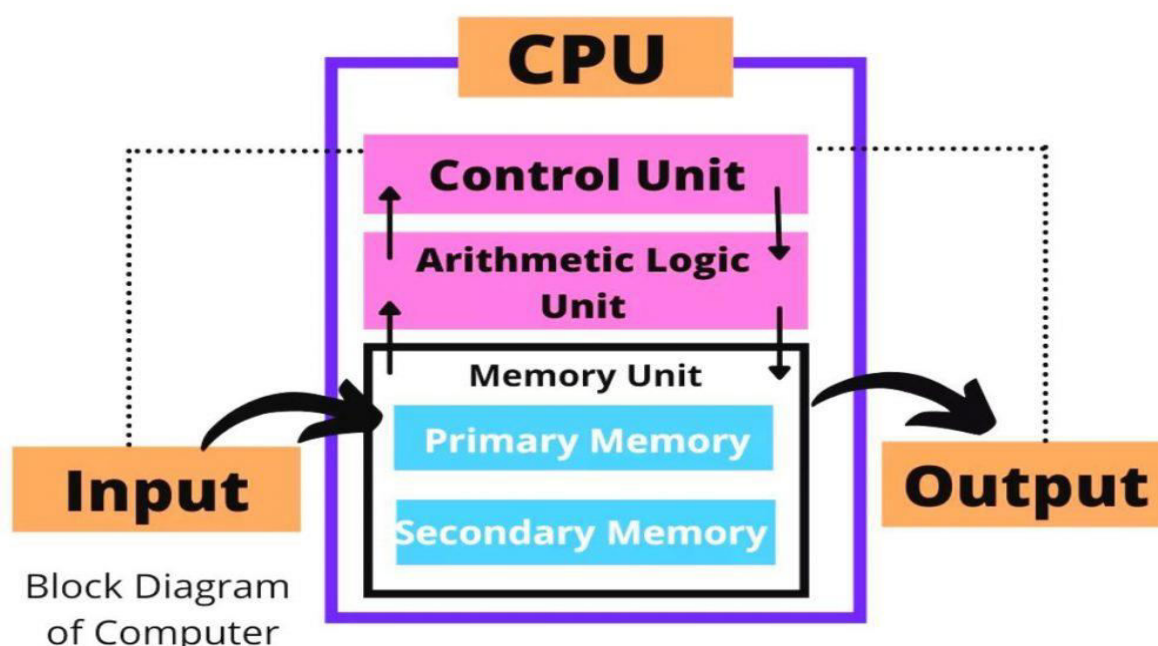 CPU
Control Unit
Arithmetic Logic
Unit
Memory Unit
Primary Memory
Secondary Memory
Input
Output
Block Diagram
of Computer